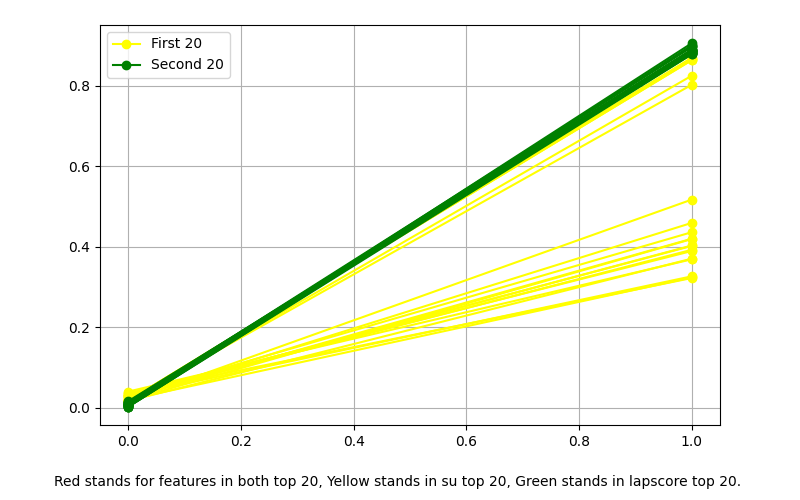 First 20
Second 20
0.8
0.6
0.4
0.2
0.0
0.0 0.2 0.4 0.6 0.8 1.0
Red stands for features in both top 20, Yellow stands in su top 20, Green stands in lapscore top 20.